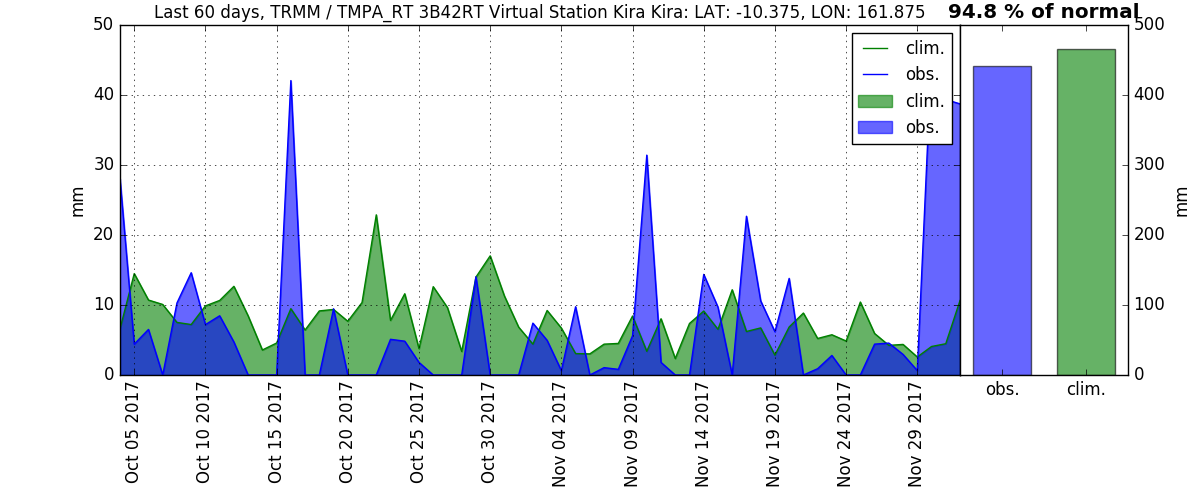 Last 60 days, TRMM / TMPA_RT 3B42RT Virtual Station Kira Kira: LAT: -10.375, LON: 161.875
94.8 % of normal
50
40
30
20
10
0
mm
clim.
obs.
clim.
obs.
500
400
300
200
100
0
mm
Oct 05 2017
Oct 10 2017
Oct 15 2017
Oct 20 2017
Oct 25 2017
Oct 30 2017
Nov 04 2017
Nov 09 2017
Nov 14 2017
Nov 19 2017
Nov 24 2017
Nov 29 2017
obs.
clim.